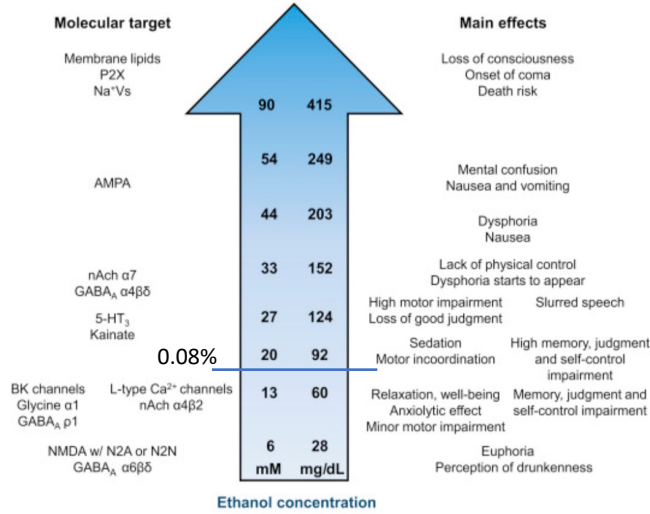 Molecular target
Main effects
Membrane lipids
P2X
Na⁺Vs
Loss of consciousness
Onset of coma
Death risk
90 415
54 249
AMPA
Mental confusion
Nausea and vomiting
44 203
Dysphoria
Nausea
33 152
nAch α7
GABA_A α4βδ
Lack of physical control
Dysphoria starts to appear
27 124
5-HT₃
Kainate
High motor impairment
Loss of good judgment
Slurred speech
0.08%
20 92
Sedation
Motor incoordination
High memory, judgment
and self-control
impairment
13 60
BK channels
Glycine α1
GABA_A ρ1
L-type Ca²⁺ channels
nAch α4β2
Relaxation, well-being
Anxiolytic effect
Minor motor impairment
Memory, judgment and
self-control impairment
6 28
mM mg/dL
NMDA w/ N2A or N2N
GABA_A α6βδ
Euphoria
Perception of drunkenness
Ethanol concentration